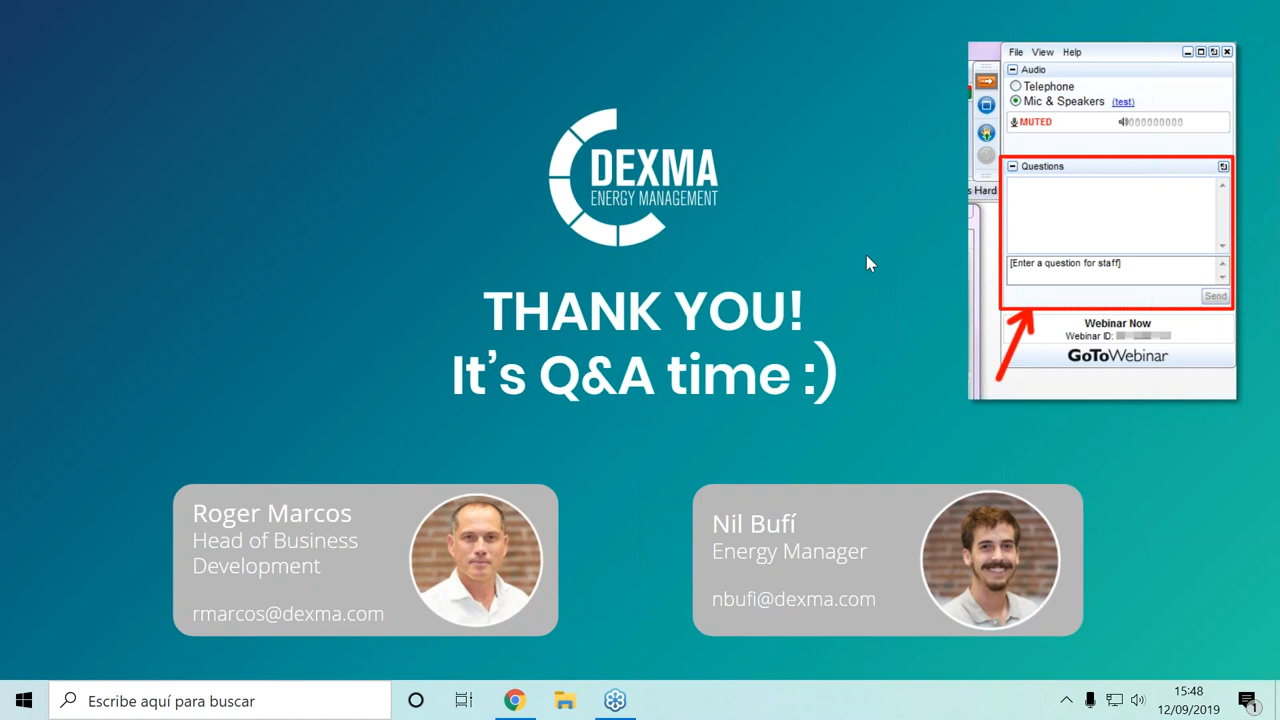 DEXMA
ENERGY MANAGEMENT
THANK YOU!
It's Q&A time :)
File View Help
Audio
Telephone
Mic & Speakers (test)
MUTED
Questions
s Hard
[Enter a question for staff]
Send
Webinar Now
Webinar ID:
GoToWebinar
Roger Marcos
Head of Business
Development
rmarcos@dexma.com
Nil Bufí
Energy Manager
nbufi@dexma.com
Escribe aquí para buscar
15:48
12/09/2019
1